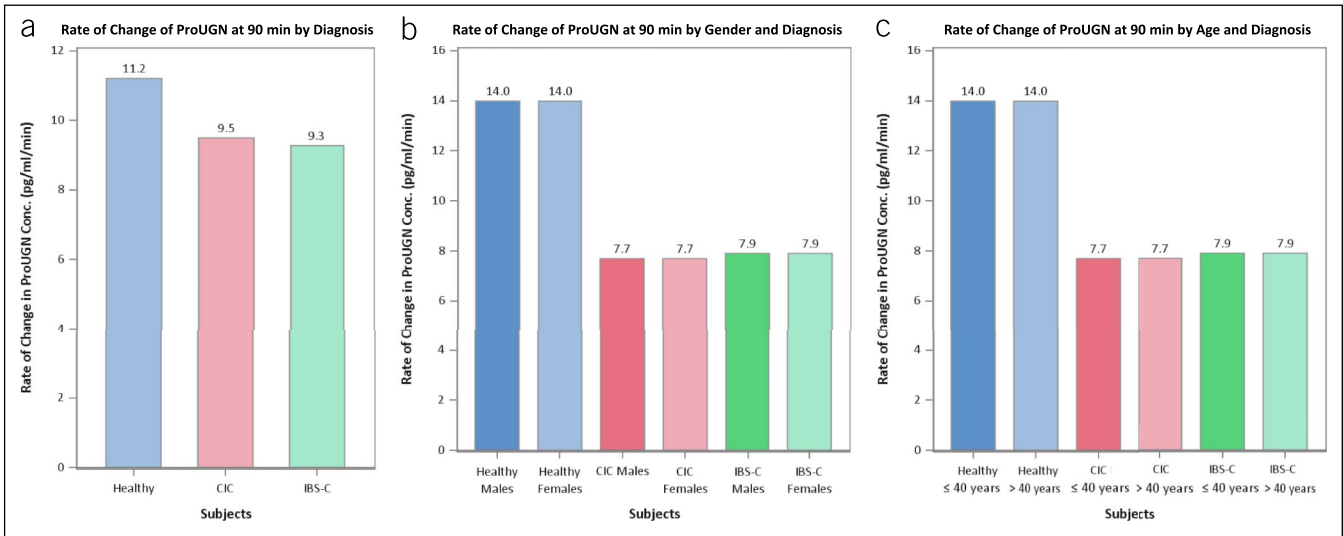 a
Rate of Change of ProUGN at 90 min by Diagnosis
Rate of Change in ProUGN Conc. (pg/ml/min)
12
10
8
6
4
2
0
11.2
9.5
9.3
Healthy
CIC
IBS-C
Subjects
b
Rate of Change of ProUGN at 90 min by Gender and Diagnosis
Rate of Change in ProUGN Conc. (pg/ml/min)
16
14
12
10
8
6
4
2
0
14.0
14.0
7.7
7.7
7.9
7.9
Healthy
Males
Healthy
Females
CIC Males
CIC
Females
IBS-C
Males
IBS-C
Females
Subjects
c
Rate of Change of ProUGN at 90 min by Age and Diagnosis
Rate of Change in ProUGN Conc. (pg/ml/min)
16
14
12
10
8
6
4
2
0
14.0
14.0
7.7
7.7
7.9
7.9
Healthy
≤ 40 years
Healthy
> 40 years
CIC
≤ 40 years
CIC
> 40 years
IBS-C
≤ 40 years
IBS-C
> 40 years
Subjects